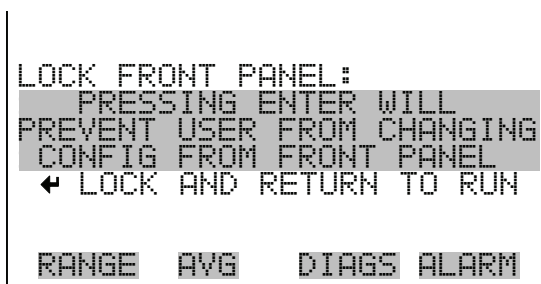 LOCK FRONT PANEL:
PRESSING ENTER WILL
PREVENT USER FROM CHANGING
CONFIG FROM FRONT PANEL
↵ LOCK AND RETURN TO RUN
RANGE AVG DIAGS ALARM